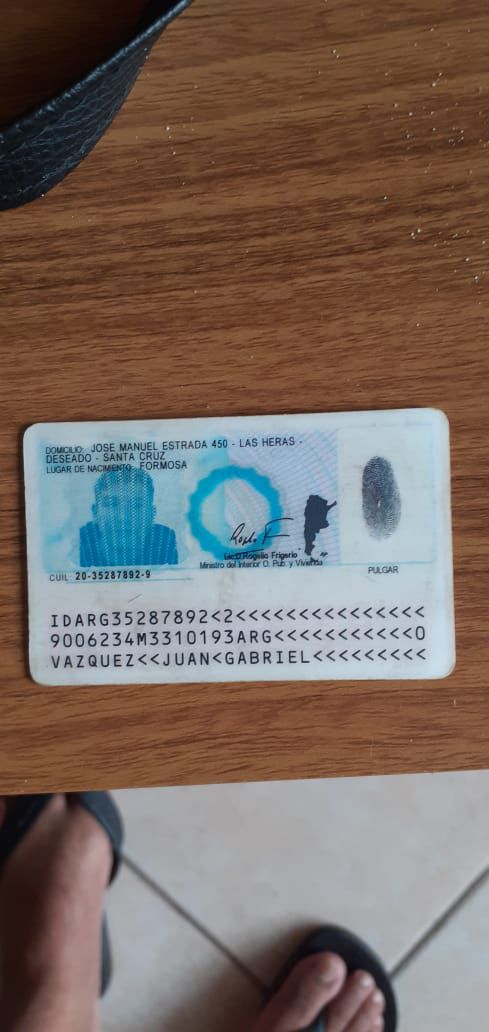 DOMICILIO: JOSE MANUEL ESTRADA 450 - LAS HERAS -
DESEADO - SANTA CRUZ
LUGAR DE NACIMIENTO: FORMOSA
Lic.D.Rogelio Frigerio
Ministro del Interior O. Pub. y Vivienda
CUIL: 20-35287892-9
PULGAR
IDARG35287892<2<<<<<<<<<<<<<<<
9006234M3310193ARG<<<<<<<<<<<0
VAZQUEZ<<JUAN<GABRIEL<<<<<<<<<